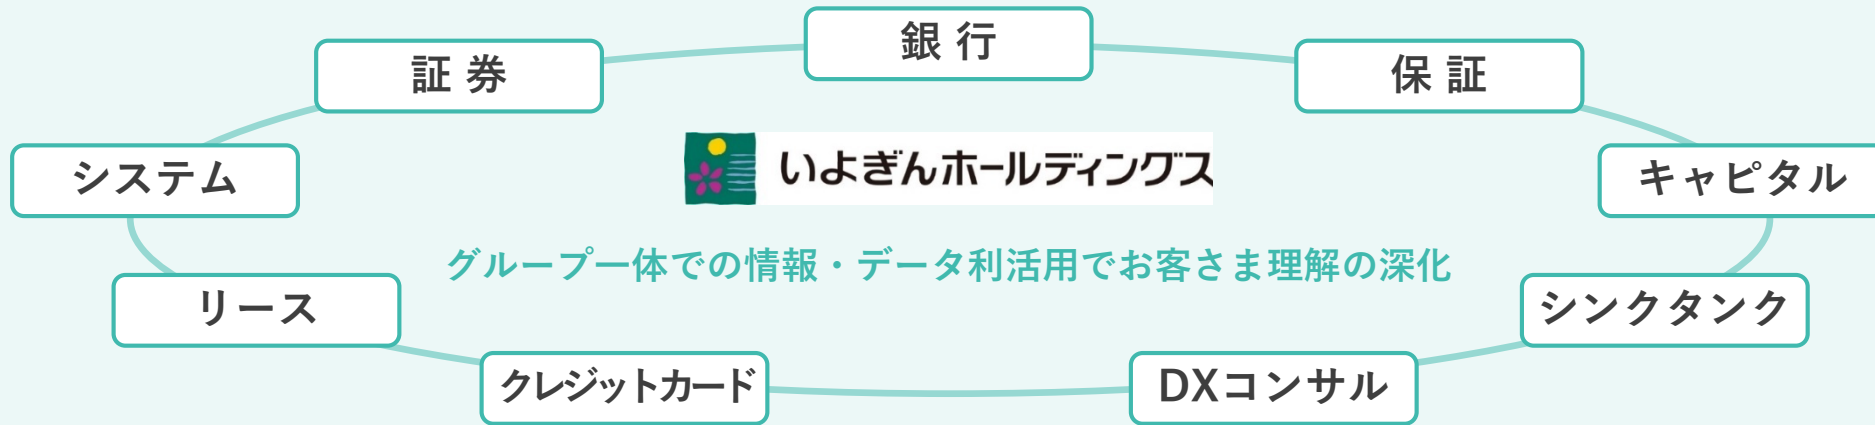 銀 行
証 券
保 証
システム
いよぎんホールディングス
キャピタル
グループ一体での情報・データ利活用でお客さま理解の深化
リース
シンクタンク
クレジットカード
DXコンサル